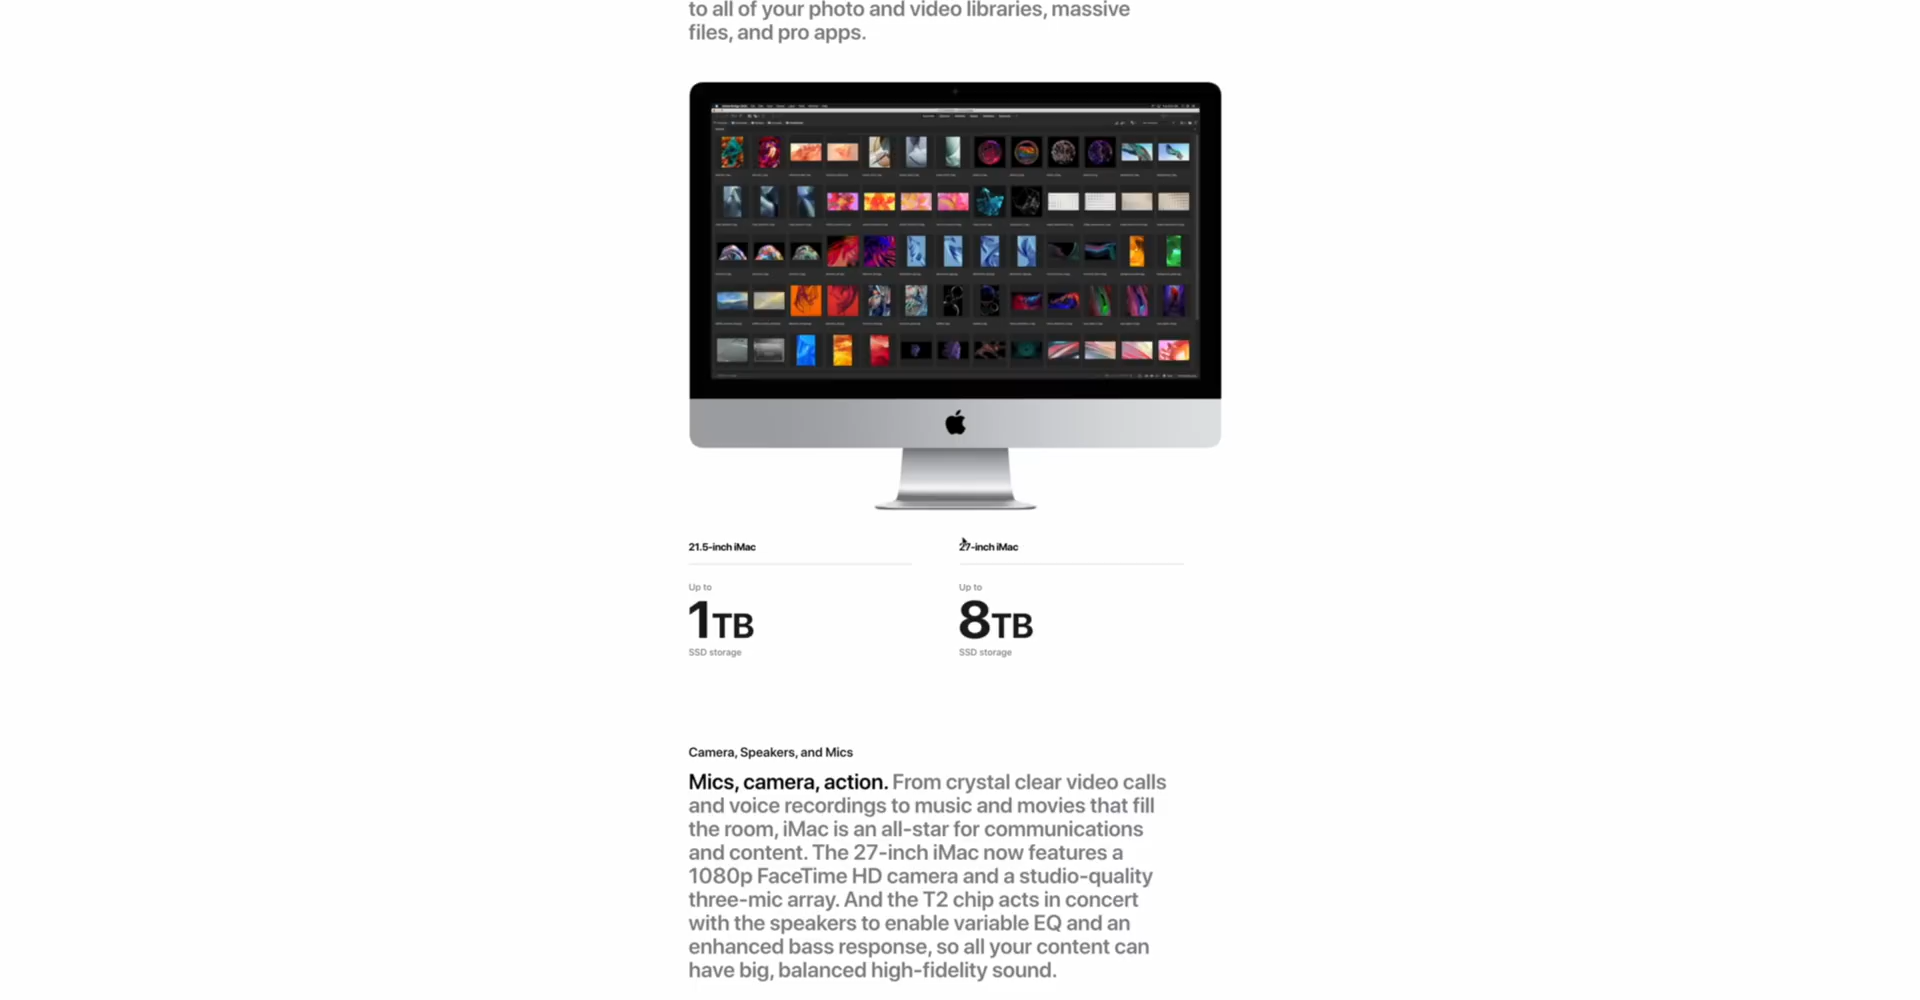 to all of your photo and video libraries, massive
files, and pro apps.
21.5-inch iMac
27-inch iMac
Up to
1TB
SSD storage
Up to
8TB
SSD storage
Camera, Speakers, and Mics
Mics, camera, action. From crystal clear video calls
and voice recordings to music and movies that fill
the room, iMac is an all-star for communications
and content. The 27-inch iMac now features a
1080p FaceTime HD camera and a studio-quality
three-mic array. And the T2 chip acts in concert
with the speakers to enable variable EQ and an
enhanced bass response, so all your content can
have big, balanced high-fidelity sound.